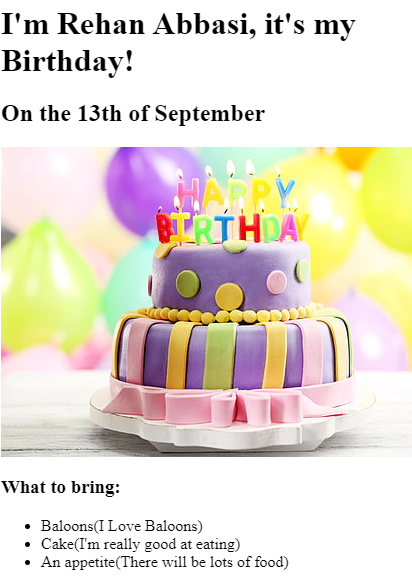 I'm Rehan Abbasi, it's my
Birthday!
On the 13th of September
HAPPY
BIRTHDAY
What to bring:
Baloons(I Love Baloons)
Cake(I'm really good at eating)
An appetite(There will be lots of food)